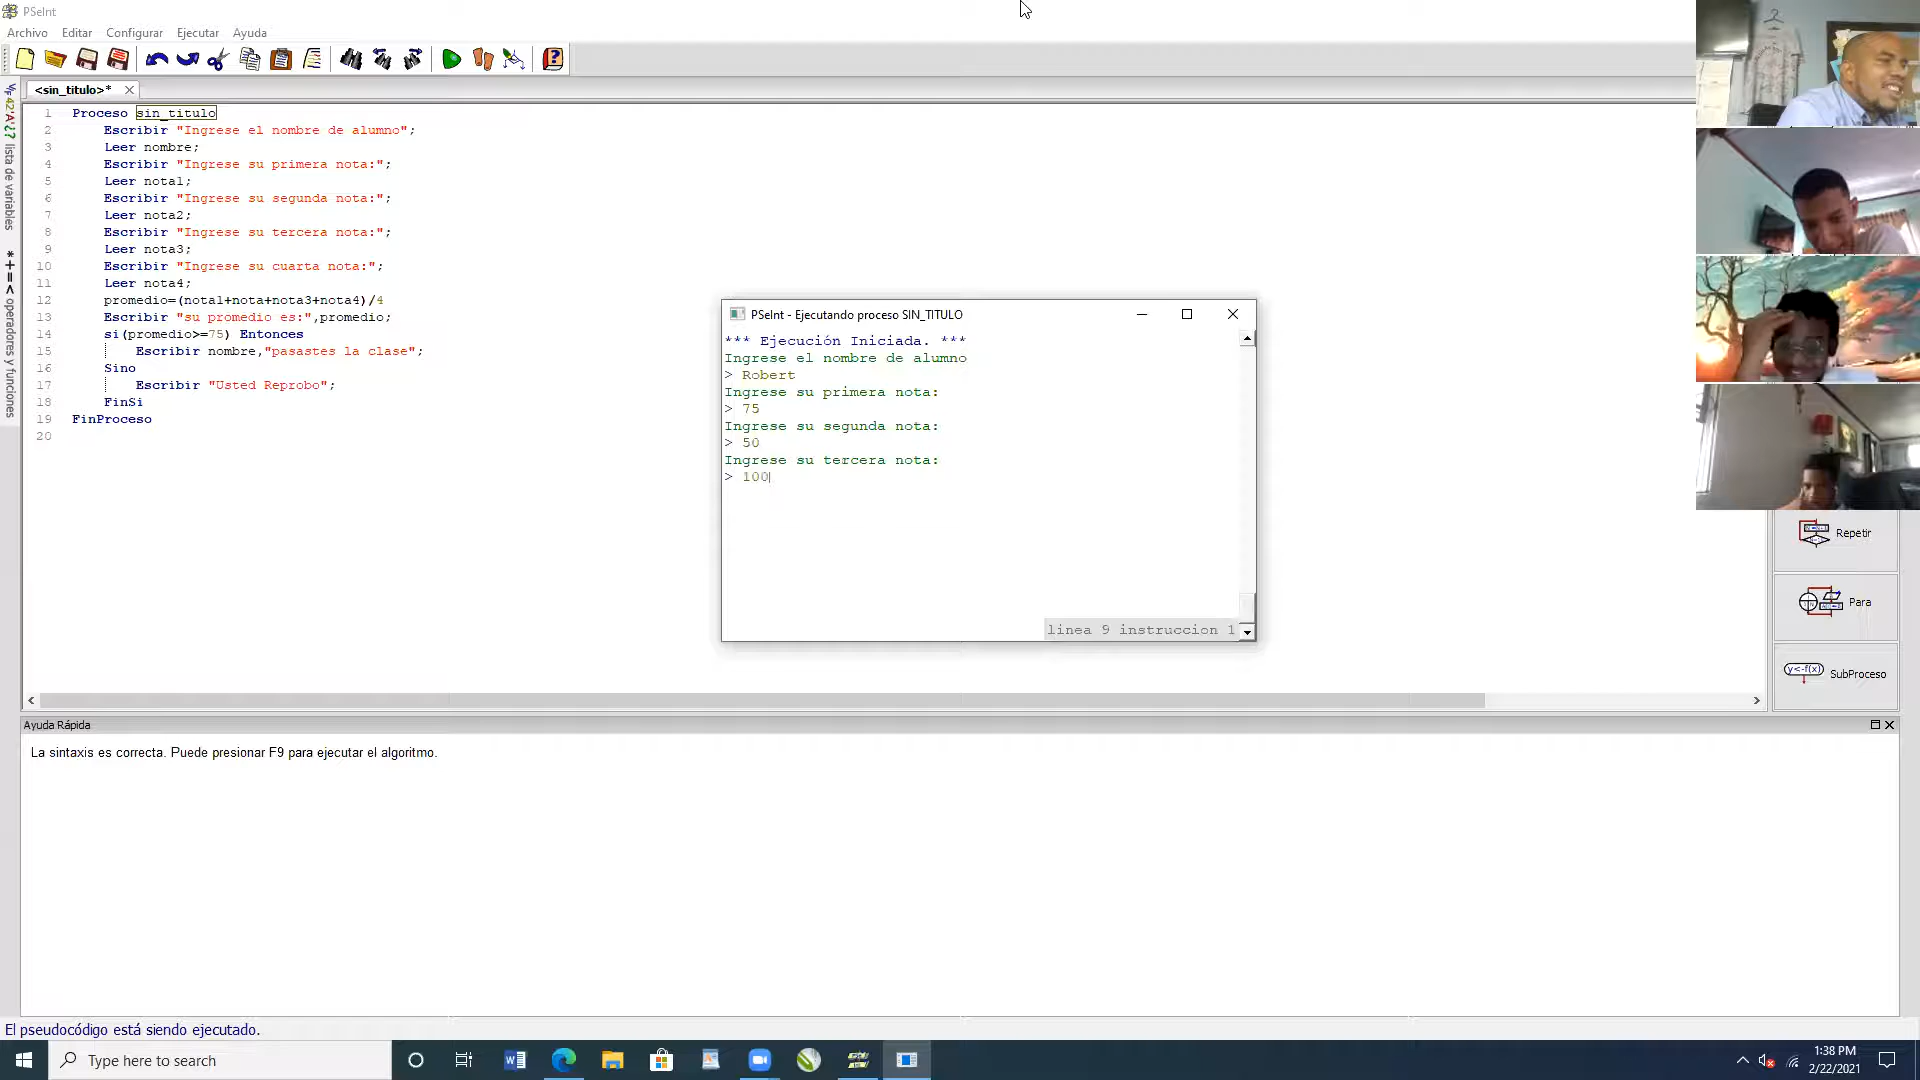 PSeInt
Archivo Editar Configurar Ejecutar Ayuda
<sin_titulo>*
lista de variables
operadores y funciones
1 Proceso sin_titulo
2 Escribir "Ingrese el nombre de alumno";
3 Leer nombre;
4 Escribir "Ingrese su primera nota:";
5 Leer nota1;
6 Escribir "Ingrese su segunda nota:";
7 Leer nota2;
8 Escribir "Ingrese su tercera nota:";
9 Leer nota3;
10 Escribir "Ingrese su cuarta nota:";
11 Leer nota4;
12 promedio=(nota1+nota+nota3+nota4)/4
13 Escribir "su promedio es:",promedio;
14 si(promedio>=75) Entonces
15 Escribir nombre,"pasastes la clase";
16 Sino
17 Escribir "Usted Reprobo";
18 FinSi
19 FinProceso
20
PSeInt - Ejecutando proceso SIN_TITULO
*** Ejecución Iniciada. ***
Ingrese el nombre de alumno
> Robert
Ingrese su primera nota:
> 75
Ingrese su segunda nota:
> 50
Ingrese su tercera nota:
> 100
linea 9 instruccion 1
Repetir
Para
y<-f(x) SubProceso
Ayuda Rápida
La sintaxis es correcta. Puede presionar F9 para ejecutar el algoritmo.
El pseudocódigo está siendo ejecutado.
Type here to search
1:38 PM
2/22/2021